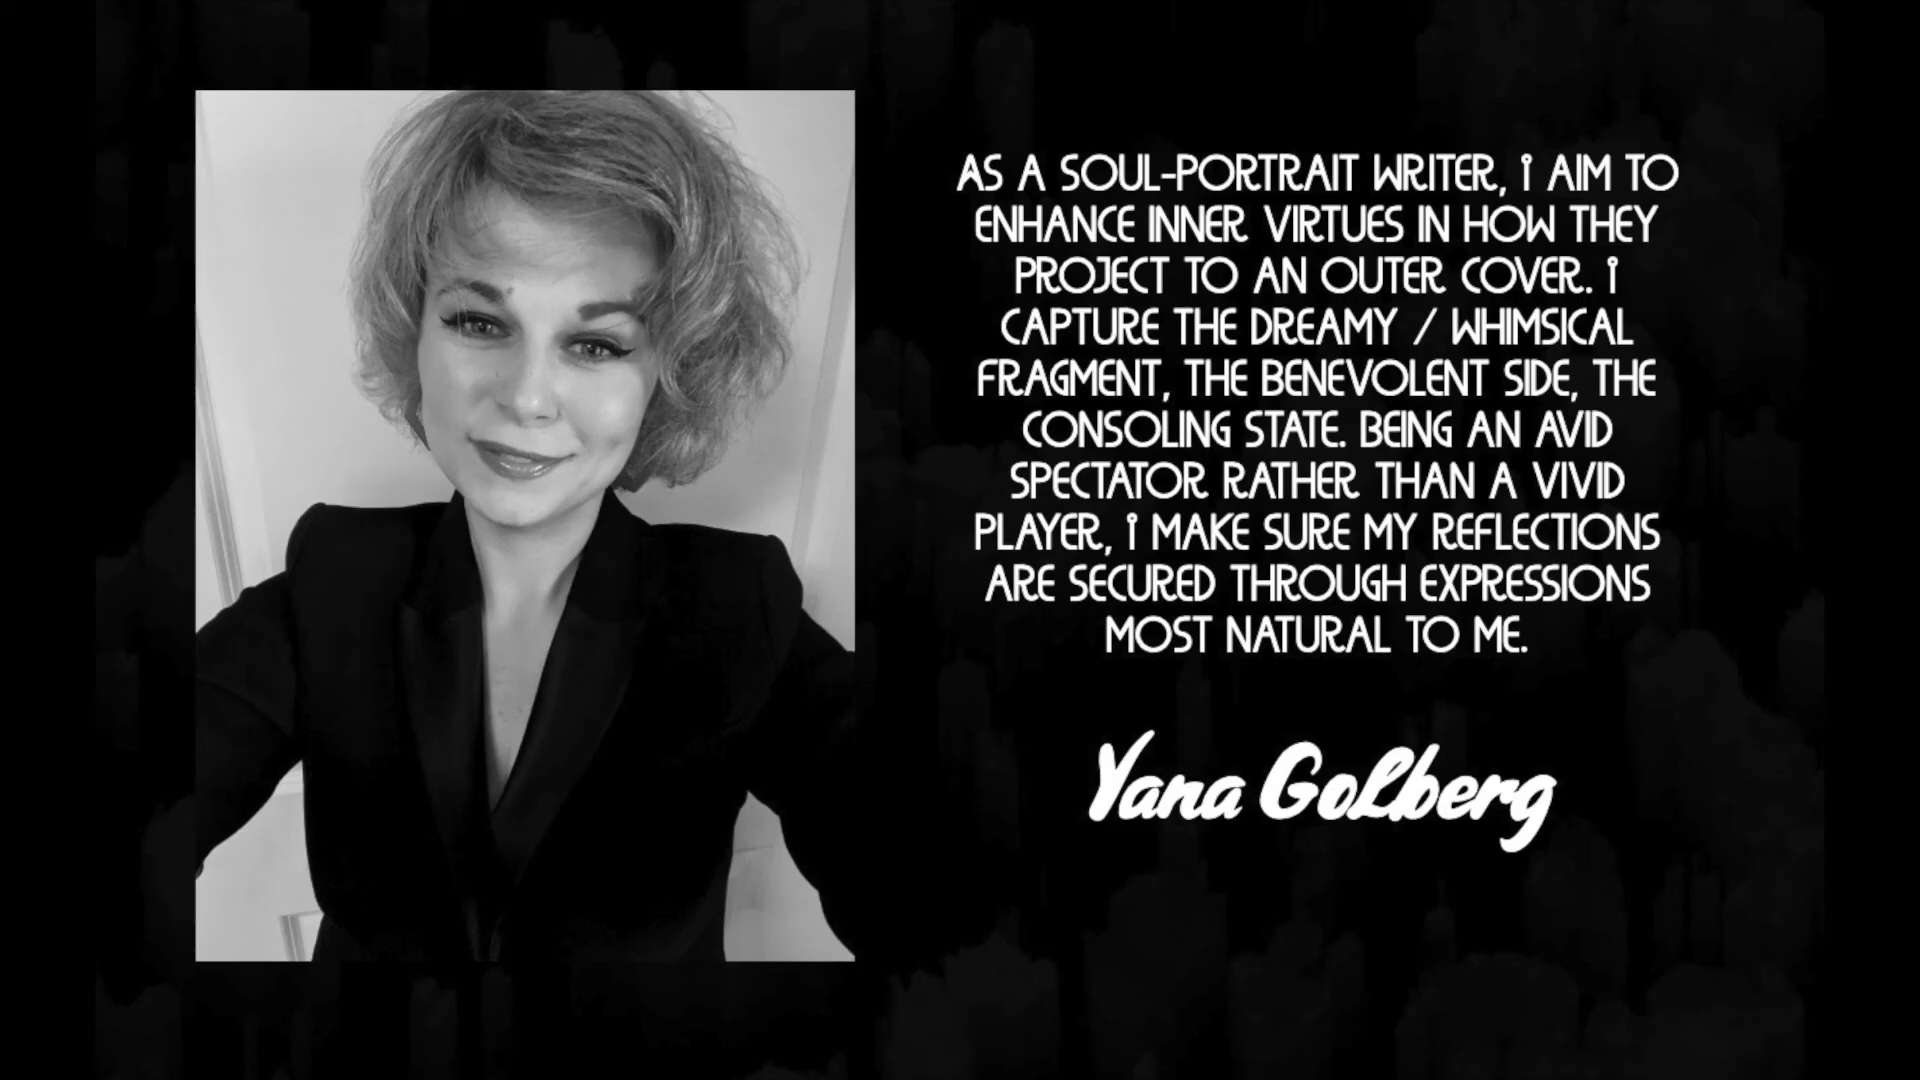 AS A SOUL-PORTRAIT WRITER, I AIM TO
ENHANCE INNER VIRTUES IN HOW THEY
PROJECT TO AN OUTER COVER. I
CAPTURE THE DREAMY / WHIMSICAL
FRAGMENT, THE BENEVOLENT SIDE, THE
CONSOLING STATE. BEING AN AVID
SPECTATOR RATHER THAN A VIVID
PLAYER, I MAKE SURE MY REFLECTIONS
ARE SECURED THROUGH EXPRESSIONS
MOST NATURAL TO ME.
Yana Golberg